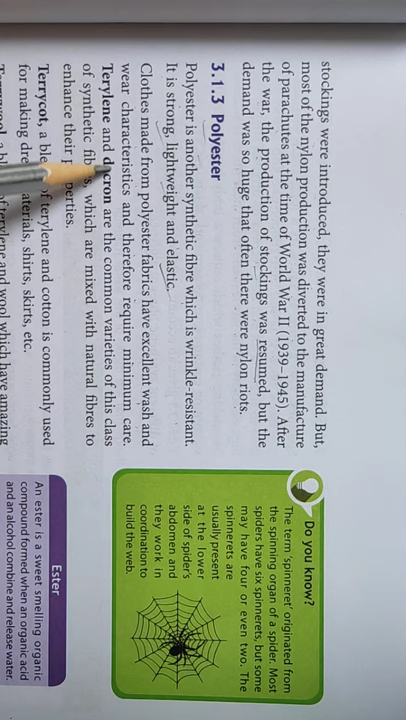 stockings were introduced, they were in great demand. But,
most of the nylon production was diverted to the manufacture
of parachutes at the time of World War II (1939–1945). After
the war, the production of stockings was resumed, but the
demand was so huge that often there were nylon riots.
3.1.3 Polyester
Polyester is another synthetic fibre which is wrinkle-resistant.
It is strong, lightweight and elastic.
Clothes made from polyester fabrics have excellent wash and
wear characteristics and therefore require minimum care.
Terylene and dacron are the common varieties of this class
of synthetic which are mixed with natural fibres to
enhance their
Terrycot, a of terylene and cotton is commonly used
for making shirts, skirts, etc.
of terylene and wool which have amazing
Do you know?
The term 'spinneret' originated from
the spinning organ of a spider. Most
spiders have six spinnerets, but some
may have four or even two. The
spinnerets are
usually present
at the lower
side of spider's
abdomen and
they work in
coordination to
build the web.
Ester
An ester is a sweet smelling organic
compound formed when an organic acid
and an alcohol combine and release water.